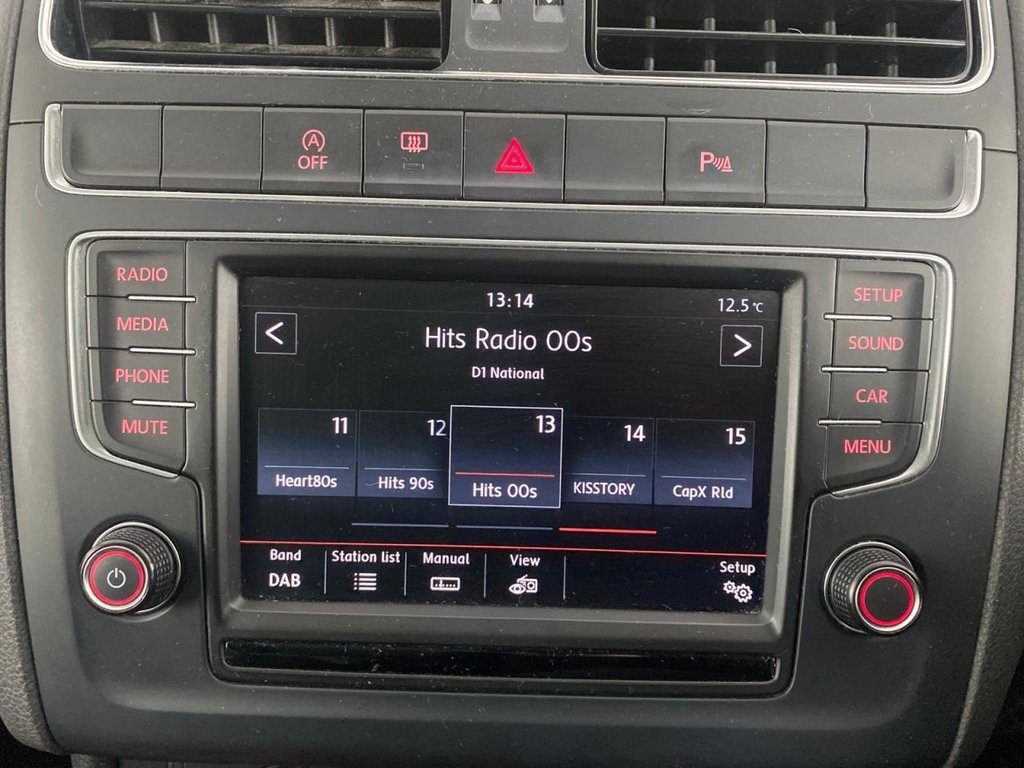 A
OFF
P
RADIO
MEDIA
PHONE
MUTE
SETUP
SOUND
CAR
MENU
13:14
12.5 °C
< Hits Radio 00s >
D1 National
11 12 13 14 15
Heart80s Hits 90s Hits 00s KISSTORY CapX Rld
Band Station list Manual View Setup
DAB